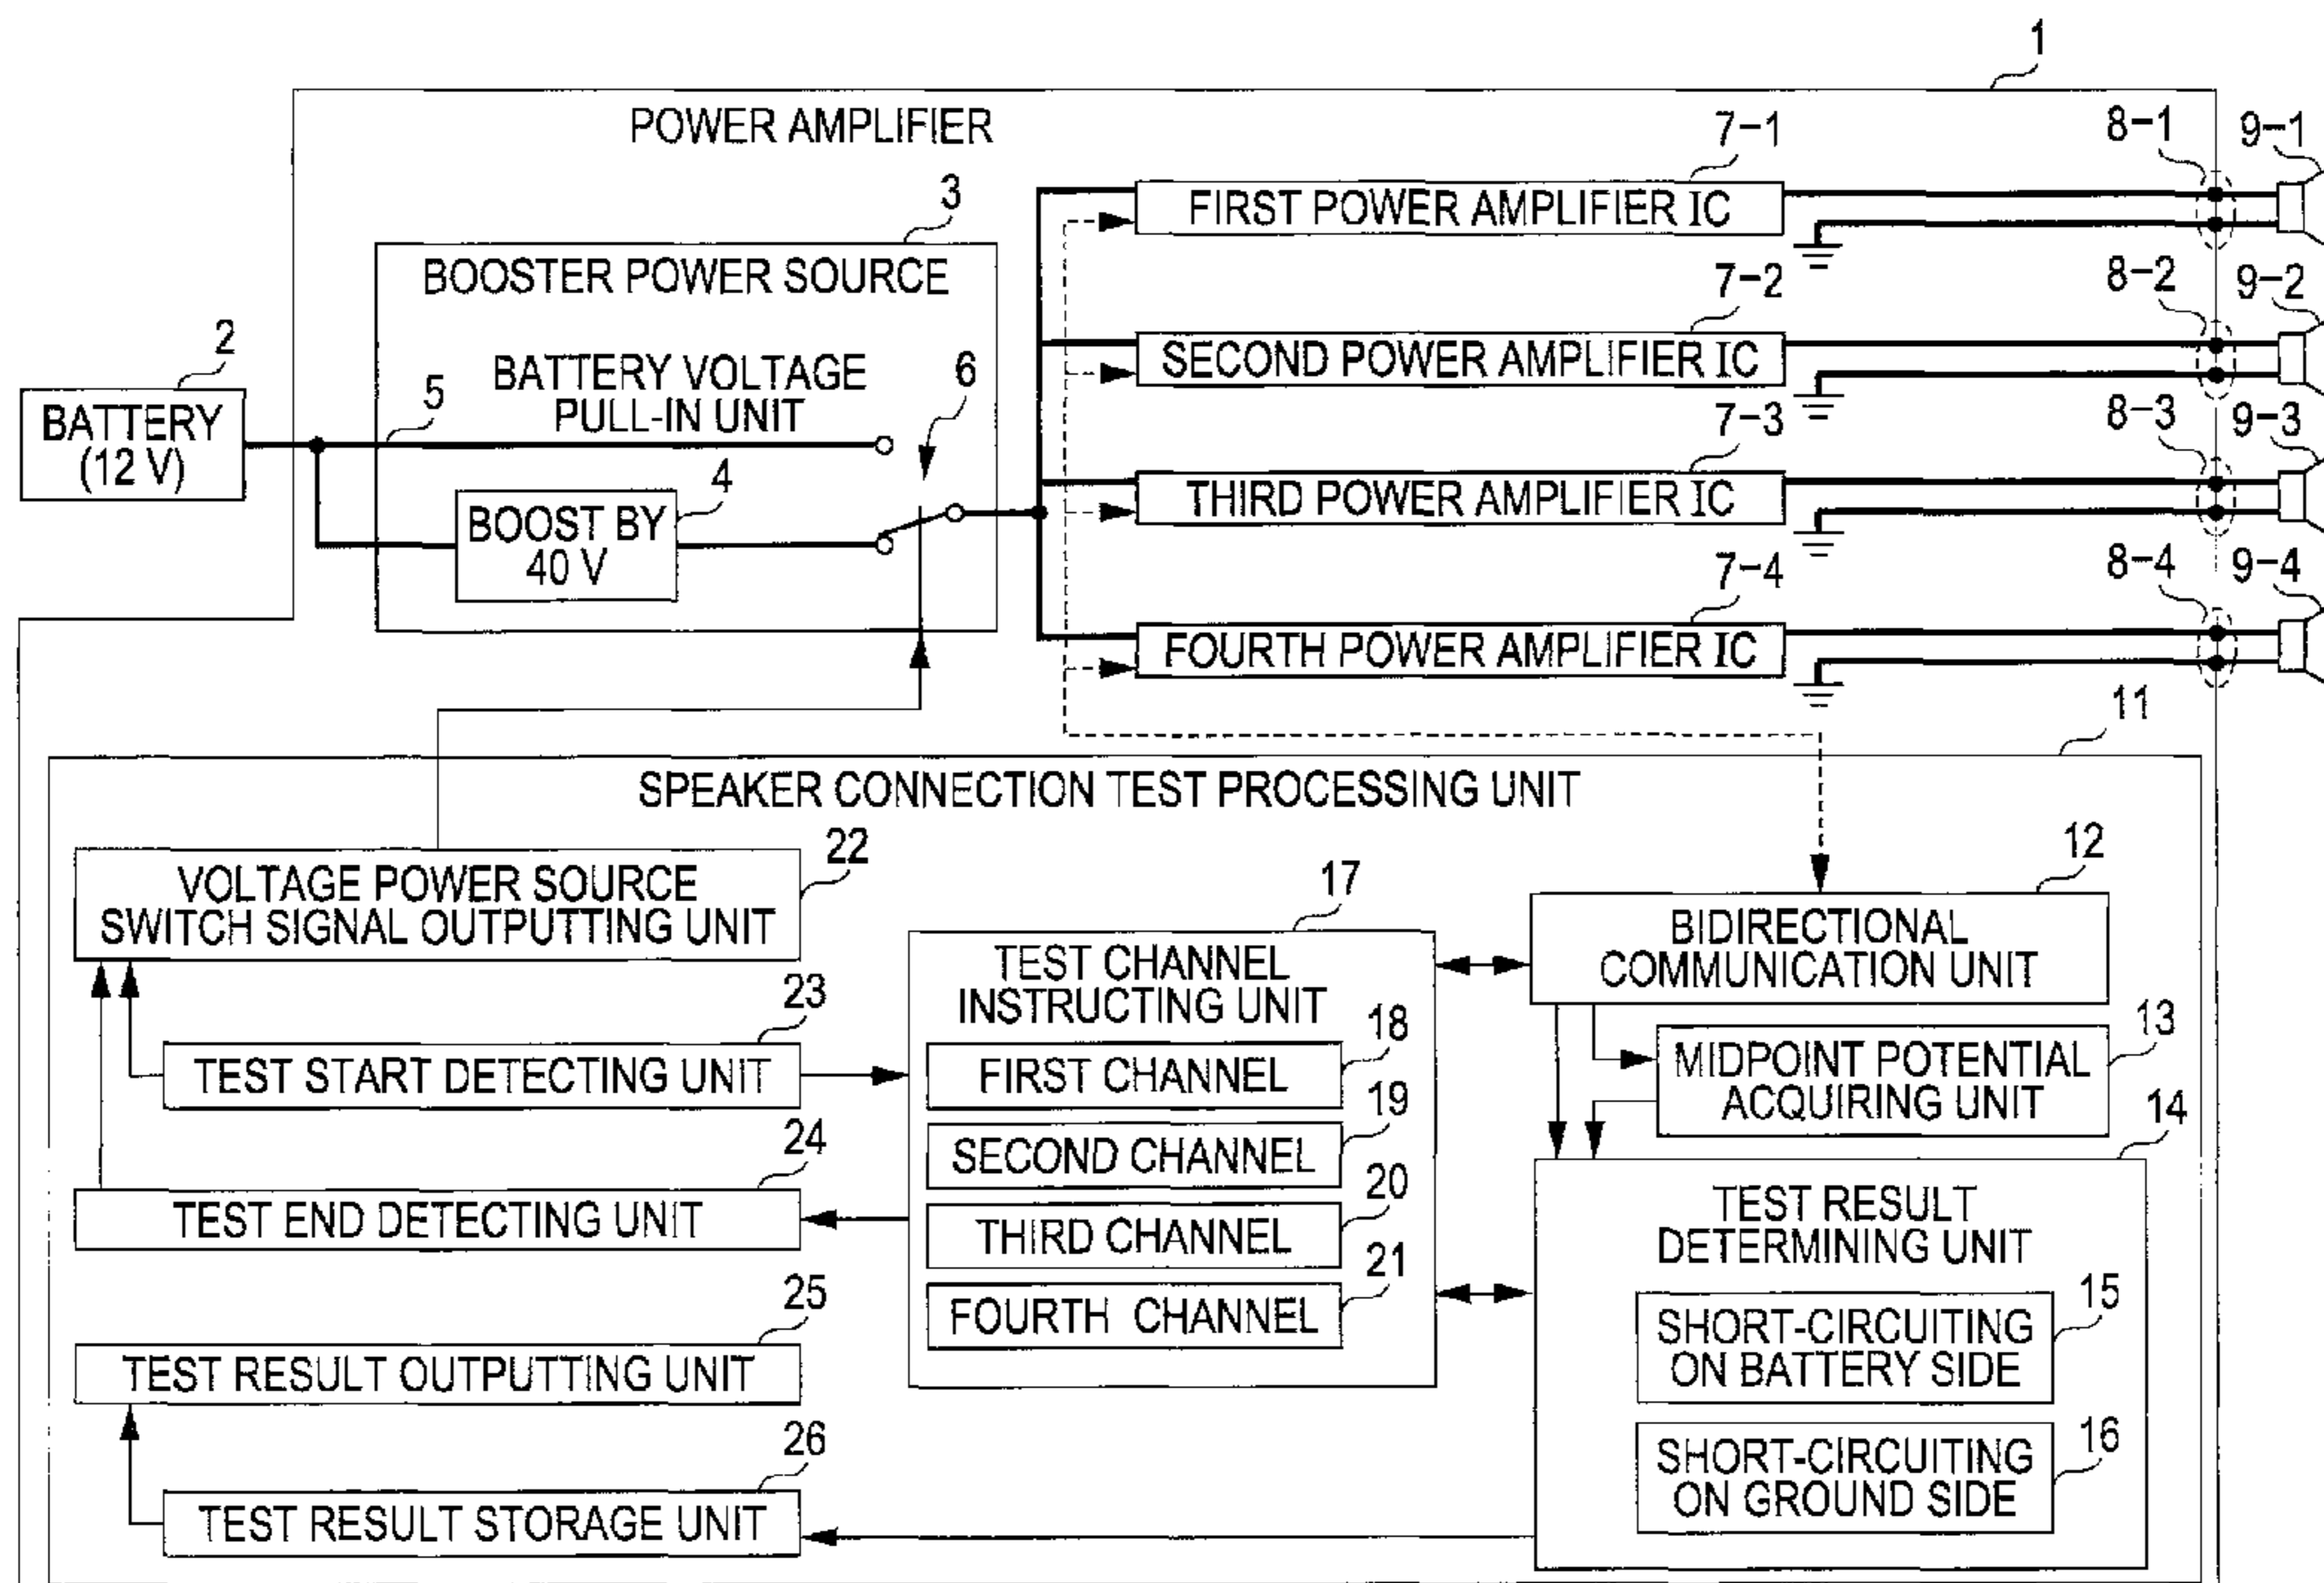 1
POWER AMPLIFIER
7-1
8-1
9-1
3
FIRST POWER AMPLIFIER IC
BOOSTER POWER SOURCE
7-2
8-2
9-2
2
BATTERY VOLTAGE
PULL-IN UNIT
6
SECOND POWER AMPLIFIER IC
5
BATTERY
(12 V)
7-3
8-3
9-3
4
BOOST BY
40 V
THIRD POWER AMPLIFIER IC
7-4
8-4
9-4
FOURTH POWER AMPLIFIER IC
11
SPEAKER CONNECTION TEST PROCESSING UNIT
22
VOLTAGE POWER SOURCE
SWITCH SIGNAL OUTPUTTING UNIT
17
TEST CHANNEL
INSTRUCTING UNIT
12
BIDIRECTIONAL
COMMUNICATION UNIT
23
TEST START DETECTING UNIT
18
FIRST CHANNEL
13
MIDPOINT POTENTIAL
ACQUIRING UNIT
19
SECOND CHANNEL
14
24
TEST END DETECTING UNIT
20
THIRD CHANNEL
TEST RESULT
DETERMINING UNIT
21
FOURTH CHANNEL
25
TEST RESULT OUTPUTTING UNIT
15
SHORT-CIRCUITING
ON BATTERY SIDE
26
TEST RESULT STORAGE UNIT
16
SHORT-CIRCUITING
ON GROUND SIDE